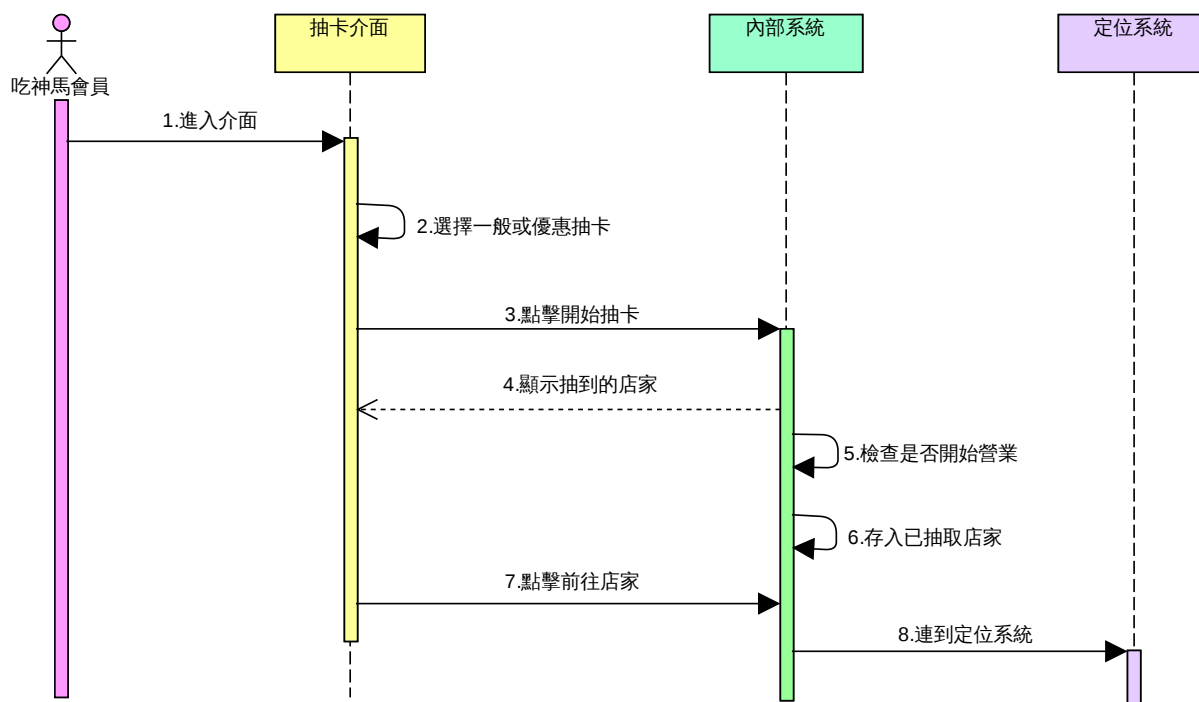 抽卡介面
內部系統
定位系統
吃神馬會員
1.進入介面
2.選擇一般或優惠抽卡
3.點擊開始抽卡
4.顯示抽到的店家
5.檢查是否開始營業
6.存入已抽取店家
7.點擊前往店家
8.連到定位系統